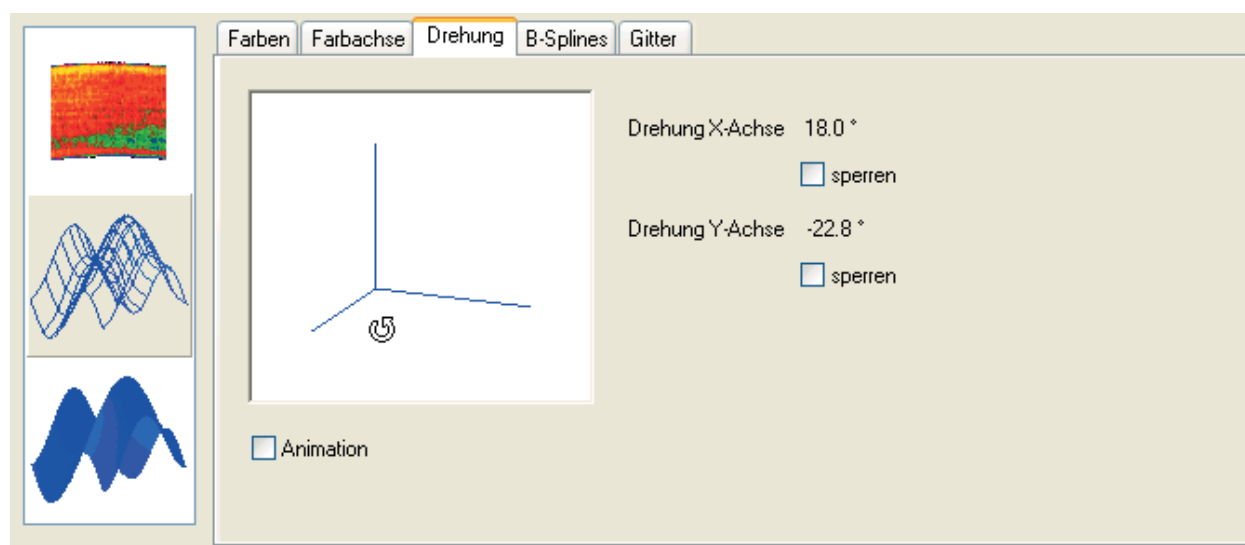 Farben Farbachse Drehung B-Splines Gitter
Drehung X-Achse 18.0 °
sperren
Drehung Y-Achse -22.8 °
sperren
Animation